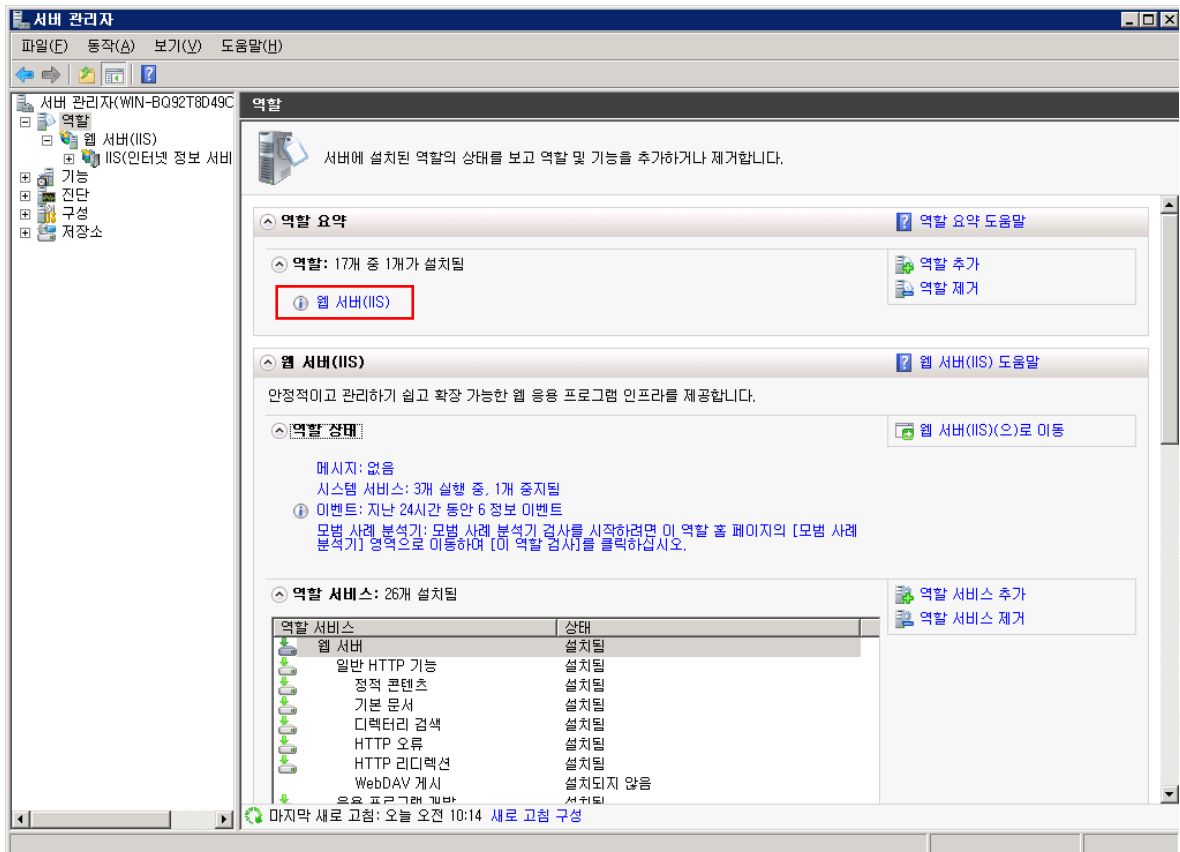 서버 관리자
파일(F) 동작(A) 보기(V) 도움말(H)
서버 관리자(WIN-BQ92T8D49C
역할
웹 서버(IIS)
IIS(인터넷 정보 서비
기능
진단
구성
저장소
역할
서버에 설치된 역할의 상태를 보고 역할 및 기능을 추가하거나 제거합니다.
역할 요약
역할 요약 도움말
역할: 17개 중 1개가 설치됨
역할 추가
역할 제거
웹 서버(IIS)
웹 서버(IIS)
웹 서버(IIS) 도움말
안정적이고 관리하기 쉽고 확장 가능한 웹 응용 프로그램 인프라를 제공합니다.
역할 상태
웹 서버(IIS)(으)로 이동
메시지: 없음
시스템 서비스: 3개 실행 중, 1개 중지됨
이벤트: 지난 24시간 동안 6 정보 이벤트
모범 사례 분석기: 모범 사례 분석기 검사를 시작하려면 이 역할 홈 페이지의 [모범 사례
분석기] 영역으로 이동하여 [이 역할 검사]를 클릭하십시오.
역할 서비스: 26개 설치됨
역할 서비스 추가
역할 서비스 제거
역할 서비스 상태
웹 서버 설치됨
일반 HTTP 기능 설치됨
정적 콘텐츠 설치됨
기본 문서 설치됨
디렉터리 검색 설치됨
HTTP 오류 설치됨
HTTP 리디렉션 설치됨
WebDAV 게시 설치되지 않음
응용 프로그램 개발 설치됨
마지막 새로 고침: 오늘 오전 10:14 새로 고침 구성